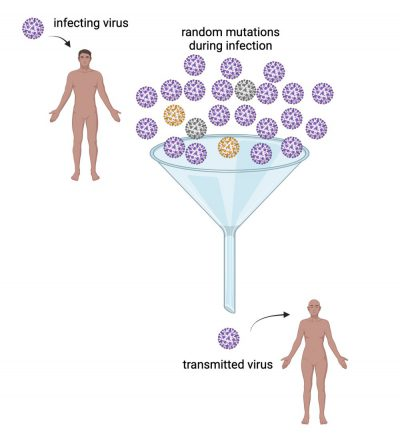 infecting virus
random mutations
during infection
transmitted virus